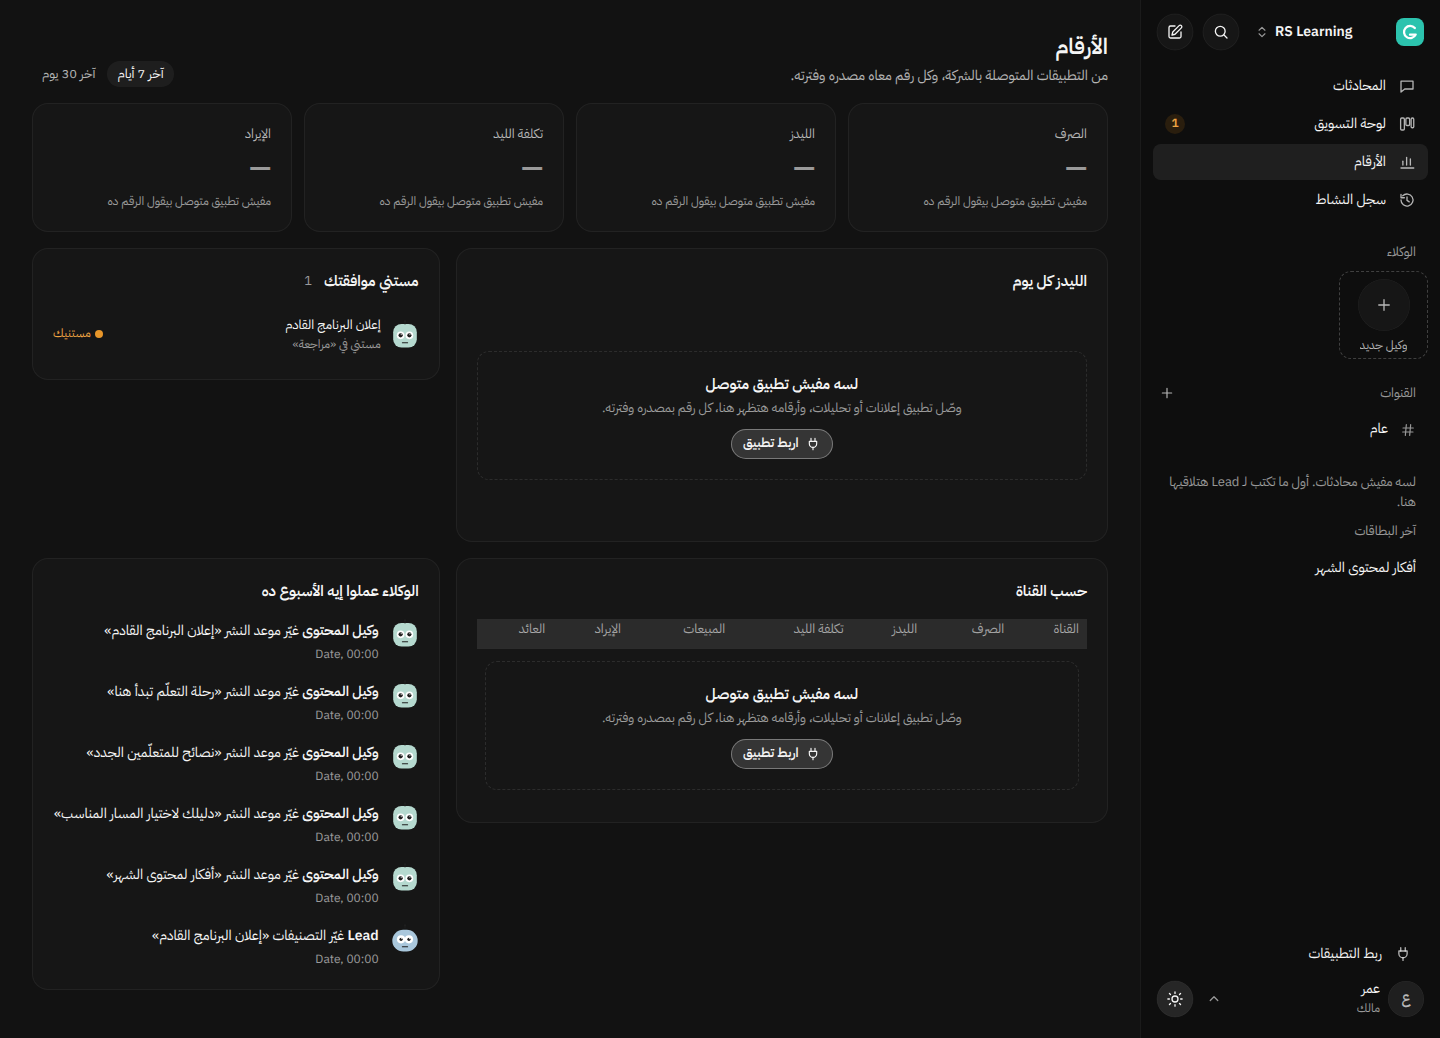 RS Learning
المحادثات
لوحة التسويق
1
الأرقام
سجل النشاط
الوكلاء
وكيل جديد
القنوات
عام
لسه مفيش محادثات. أول ما تكتب لـ Lead هتلاقيها
هنا.
آخر البطاقات
أفكار لمحتوى الشهر
ربط التطبيقات
ع
عمر
مالك
الأرقام
من التطبيقات المتوصلة بالشركة، وكل رقم معاه مصدره وفترته.
آخر 7 أيام
آخر 30 يوم
الصرف
—
مفيش تطبيق متوصل بيقول الرقم ده
الليدز
—
مفيش تطبيق متوصل بيقول الرقم ده
تكلفة الليد
—
مفيش تطبيق متوصل بيقول الرقم ده
الإيراد
—
مفيش تطبيق متوصل بيقول الرقم ده
الليدز كل يوم
لسه مفيش تطبيق متوصل
وصّل تطبيق إعلانات أو تحليلات، وأرقامه هتظهر هنا، كل رقم بمصدره وفترته.
اربط تطبيق
مستني موافقتك 1
إعلان البرنامج القادم
مستني في «مراجعة»
مستنيك
حسب القناة
القناة الصرف الليدز تكلفة الليد المبيعات الإيراد العائد
لسه مفيش تطبيق متوصل
وصّل تطبيق إعلانات أو تحليلات، وأرقامه هتظهر هنا، كل رقم بمصدره وفترته.
اربط تطبيق
الوكلاء عملوا إيه الأسبوع ده
وكيل المحتوى غيّر موعد النشر «إعلان البرنامج القادم»
Date, 00:00
وكيل المحتوى غيّر موعد النشر «رحلة التعلّم تبدأ هنا»
Date, 00:00
وكيل المحتوى غيّر موعد النشر «نصائح للمتعلّمين الجدد»
Date, 00:00
وكيل المحتوى غيّر موعد النشر «دليلك لاختيار المسار المناسب»
Date, 00:00
وكيل المحتوى غيّر موعد النشر «أفكار لمحتوى الشهر»
Date, 00:00
Lead غيّر التصنيفات «إعلان البرنامج القادم»
Date, 00:00